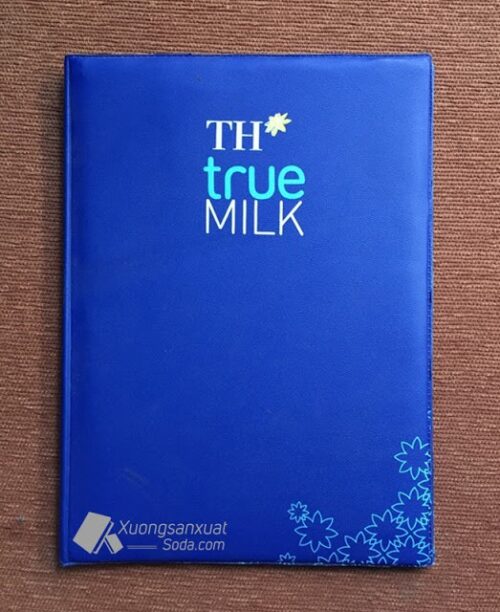 TH
true
MILK
Xuongsanxuat
Soda.com